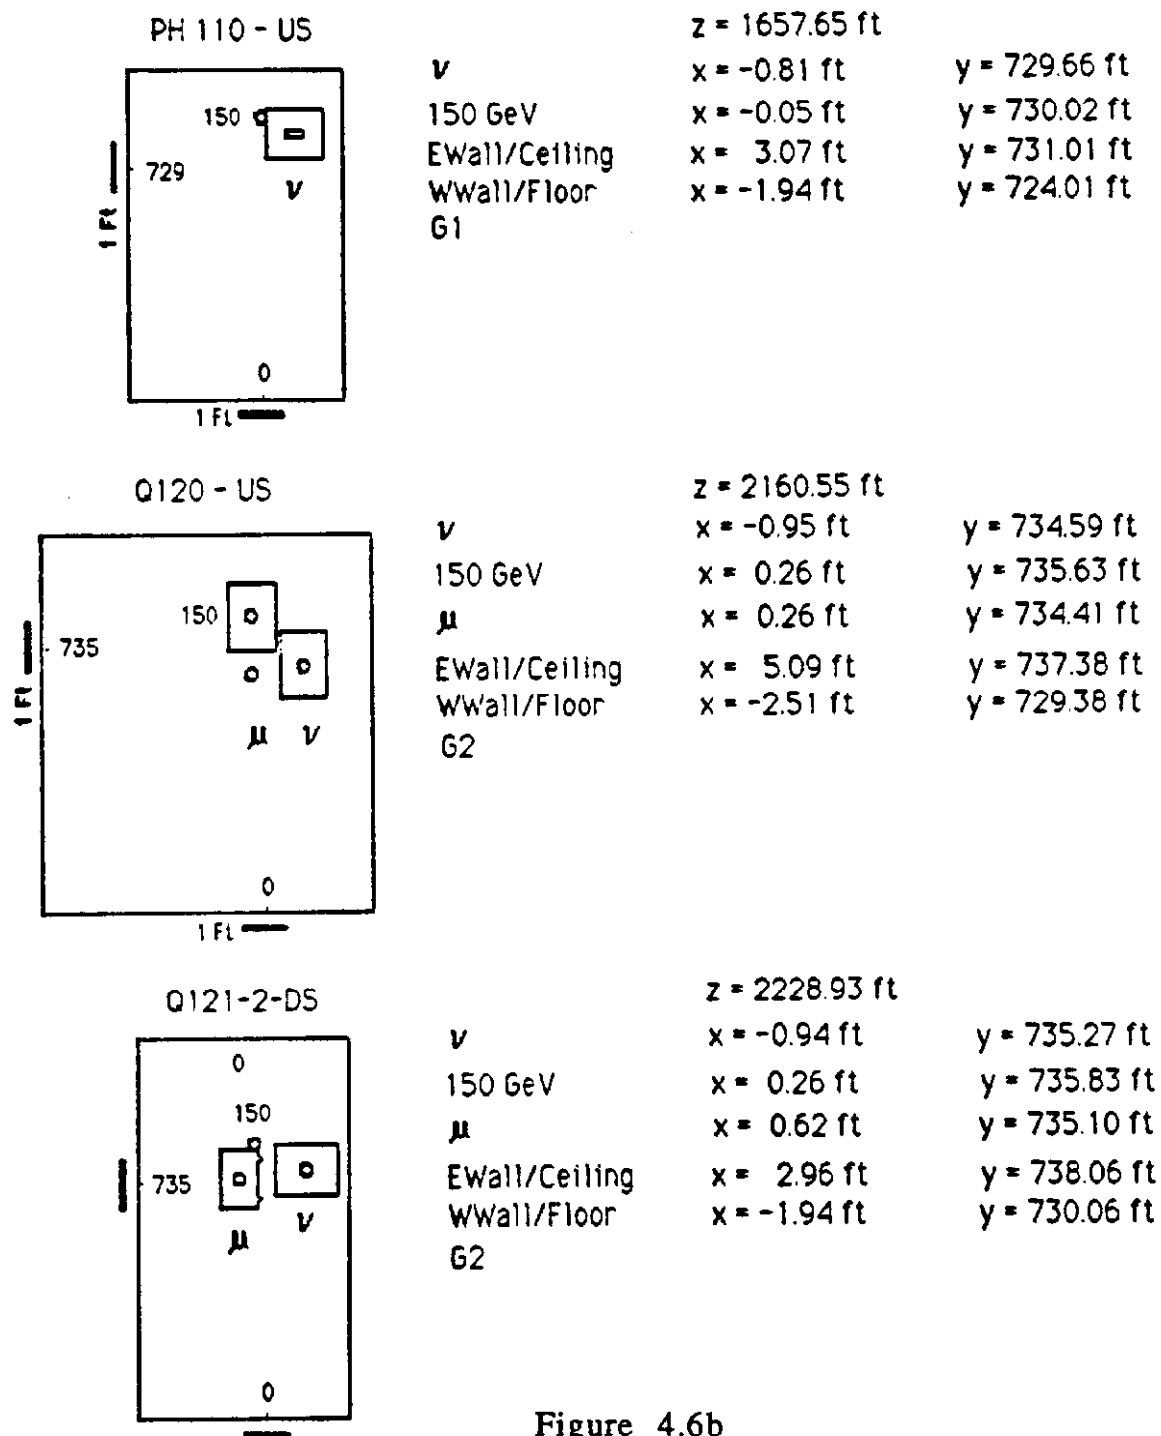 PH 110 - US
z = 1657.65 ft
ν x = -0.81 ft y = 729.66 ft
150 GeV x = -0.05 ft y = 730.02 ft
EWall/Ceiling x = 3.07 ft y = 731.01 ft
WWall/Floor x = -1.94 ft y = 724.01 ft
G1
150
729
ν
1 Ft
0
1 Ft
Q120 - US
z = 2160.55 ft
ν x = -0.95 ft y = 734.59 ft
150 GeV x = 0.26 ft y = 735.63 ft
μ x = 0.26 ft y = 734.41 ft
EWall/Ceiling x = 5.09 ft y = 737.38 ft
WWall/Floor x = -2.51 ft y = 729.38 ft
G2
150
735
1 Ft
μ ν
0
1 Ft
Q121-2-DS
z = 2228.93 ft
ν x = -0.94 ft y = 735.27 ft
150 GeV x = 0.26 ft y = 735.83 ft
μ x = 0.62 ft y = 735.10 ft
EWall/Ceiling x = 2.96 ft y = 738.06 ft
WWall/Floor x = -1.94 ft y = 730.06 ft
G2
0
150
735
μ ν
0
Figure 4.6b